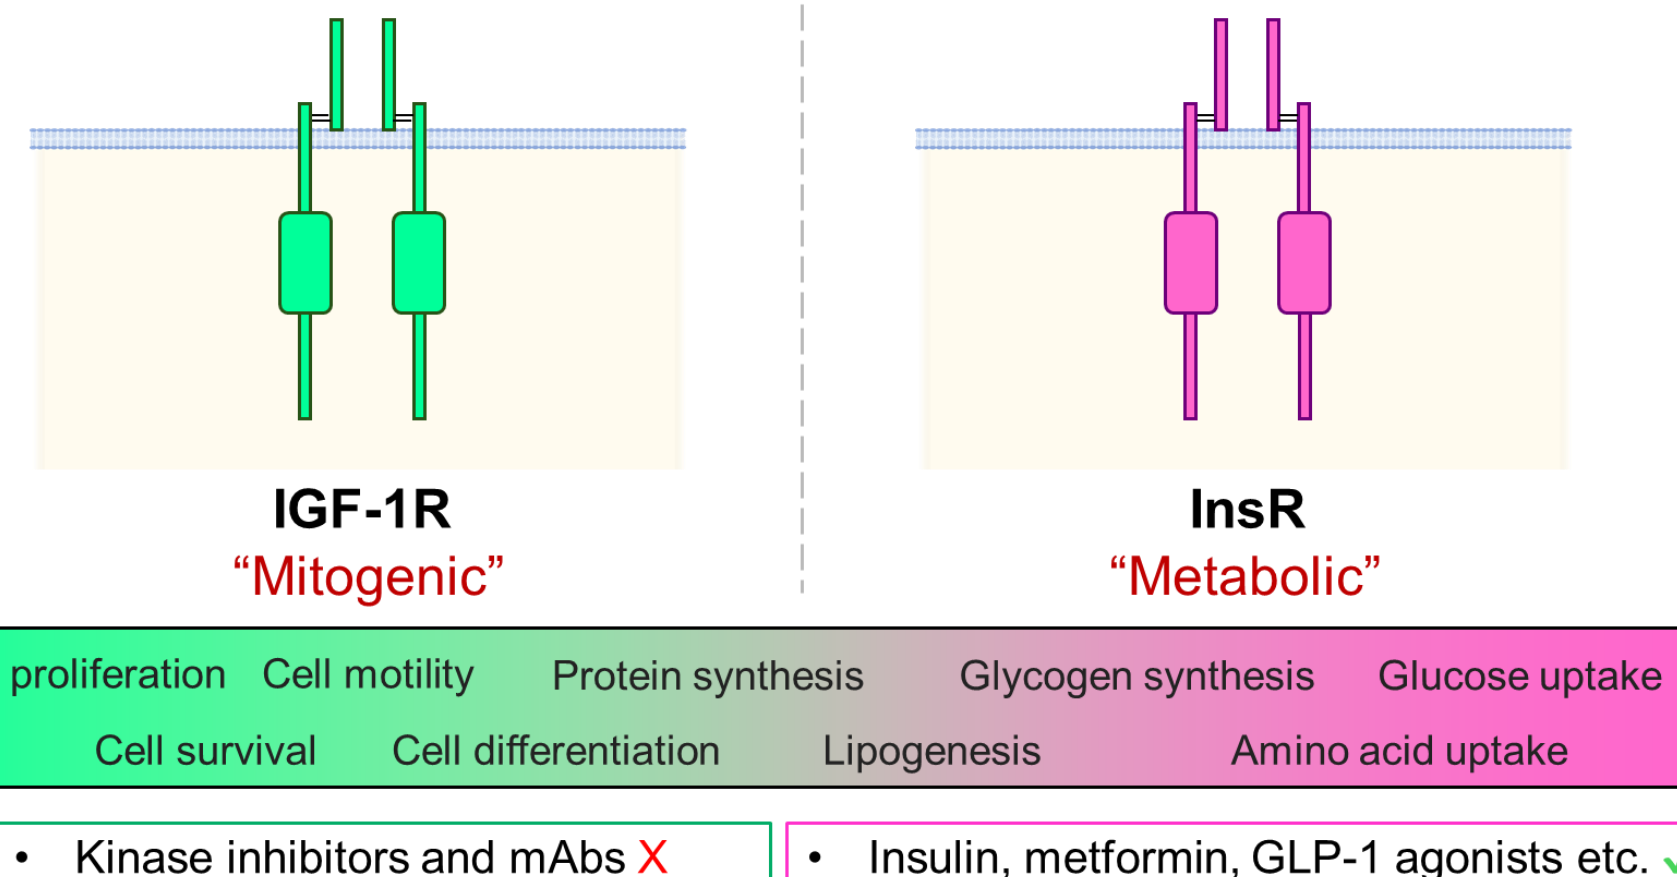 IGF-1R
“Mitogenic”
InsR
“Metabolic”
proliferation Cell motility Protein synthesis Glycogen synthesis Glucose uptake
Cell survival Cell differentiation Lipogenesis Amino acid uptake
• Kinase inhibitors and mAbs X
• Insulin, metformin, GLP-1 agonists etc.